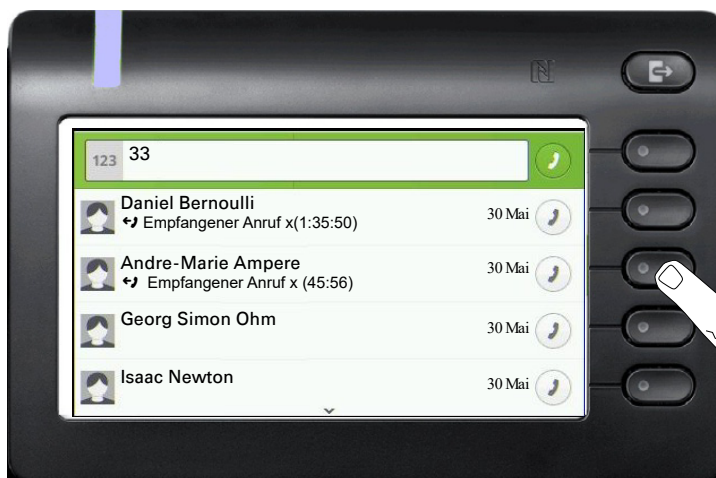 123 33
Daniel Bernoulli
Empfangener Anruf x(1:35:50)
30 Mai
Andre-Marie Ampere
Empfangener Anruf x (45:56)
30 Mai
Georg Simon Ohm
30 Mai
Isaac Newton
30 Mai